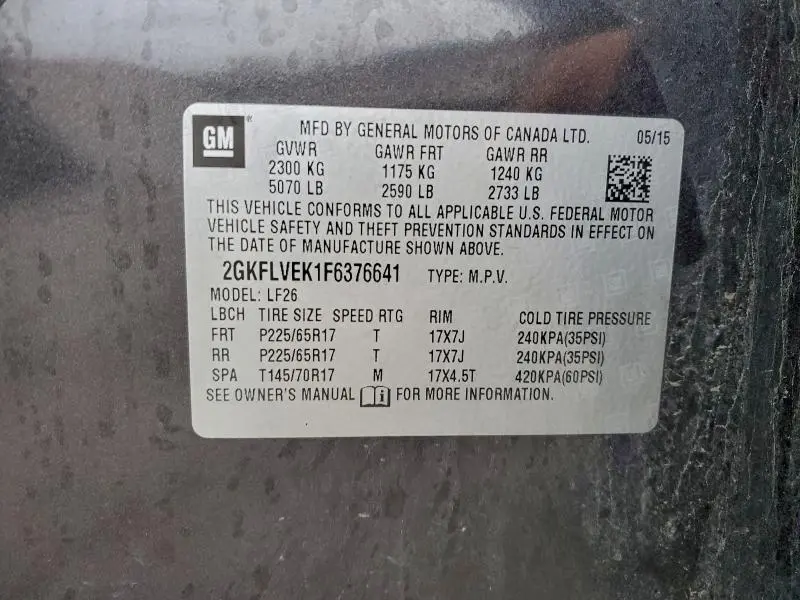 GM MFD BY GENERAL MOTORS OF CANADA LTD. 05/15
GVWR GAWR FRT GAWR RR
2300 KG 1175 KG 1240 KG
5070 LB 2590 LB 2733 LB
THIS VEHICLE CONFORMS TO ALL APPLICABLE U.S. FEDERAL MOTOR
VEHICLE SAFETY AND THEFT PREVENTION STANDARDS IN EFFECT ON
THE DATE OF MANUFACTURE SHOWN ABOVE.
2GKFLVEK1F6376641 TYPE: M.P.V.
MODEL: LF26
LBCH TIRE SIZE SPEED RTG RIM COLD TIRE PRESSURE
FRT P225/65R17 T 17X7J 240KPA(35PSI)
RR P225/65R17 T 17X7J 240KPA(35PSI)
SPA T145/70R17 M 17X4.5T 420KPA(60PSI)
SEE OWNER'S MANUAL FOR MORE INFORMATION.